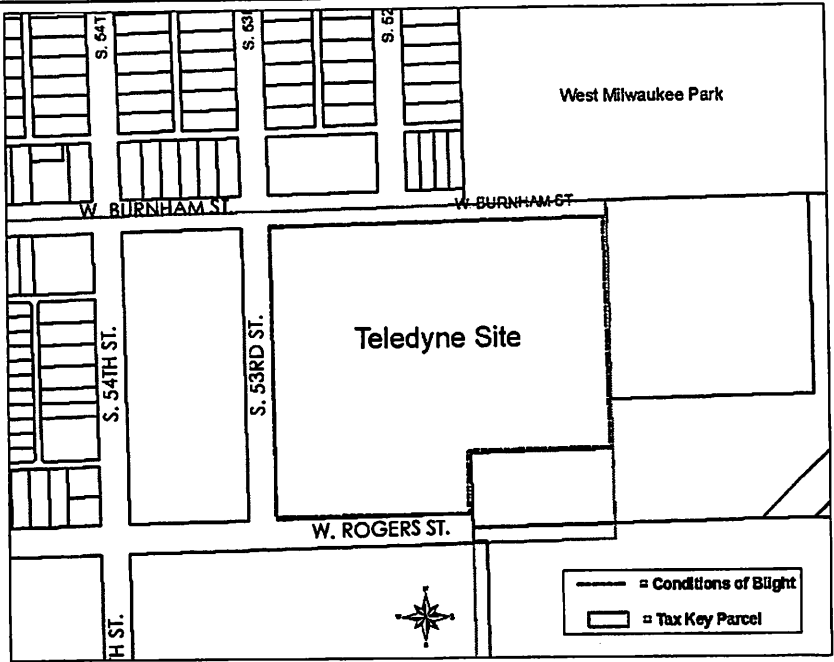 S. 54T
S. 53I
S. 52
West Milwaukee Park
W. BURNHAM ST.
W. BURNHAM ST
Teledyne Site
S. 54TH ST.
S. 53RD ST.
W. ROGERS ST.
H ST.
= Conditions of Blight
= Tax Key Parcel